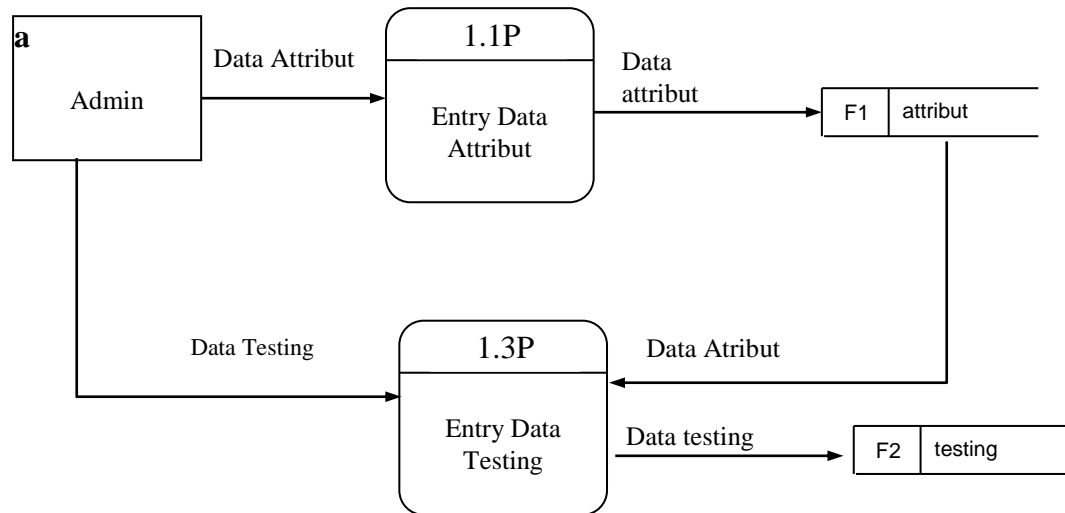 a
Admin
Data Attribut
1.1P
Entry Data
Attribut
Data
attribut
F1 attribut
Data Testing
1.3P
Entry Data
Testing
Data Atribut
Data testing
F2 testing